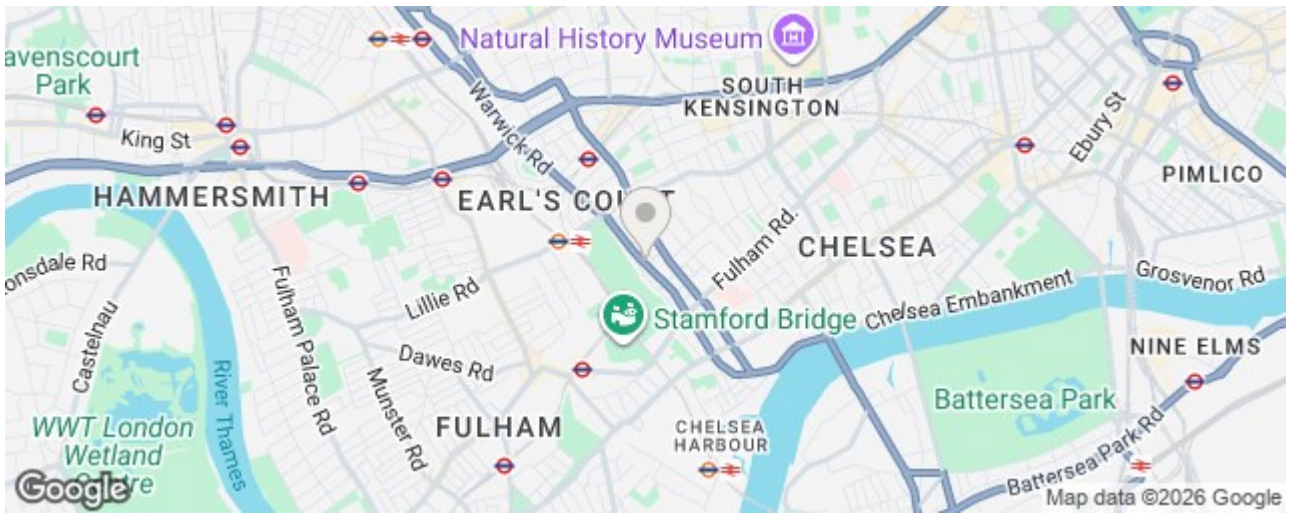 Natural History Museum
avenscourt
Park
SOUTH
KENSINGTON
Warwick Rd
Ebury St
King St
PIMLICO
HAMMERSMITH
EARL'S
Fulham Rd.
CHELSEA
onsdale Rd
Grosvenor Rd
Lillie Rd
Chelsea Embankment
Castelnau
Fulham Palace Rd
Stamford Bridge
NINE ELMS
Dawes Rd
River Thames
Munster Rd
Battersea Park
WWT London
Wetland
Centre
FULHAM
CHELSEA
HARBOUR
Battersea Park Rd
Google
Map data ©2026 Google